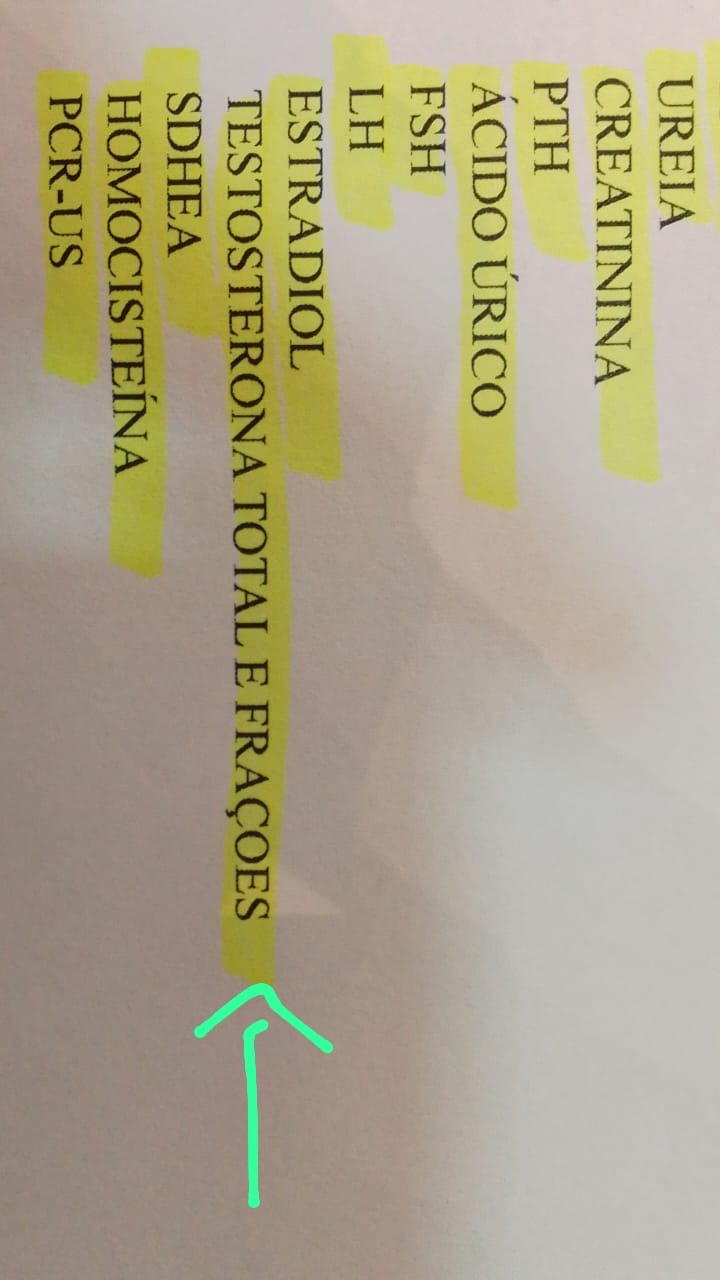 UREIA
CREATININA
PTH
ÁCIDO ÚRICO
FSH
LH
ESTRADIOL
TESTOSTERONA TOTAL E FRAÇOES
SDHEA
HOMOCISTEÍNA
PCR-US